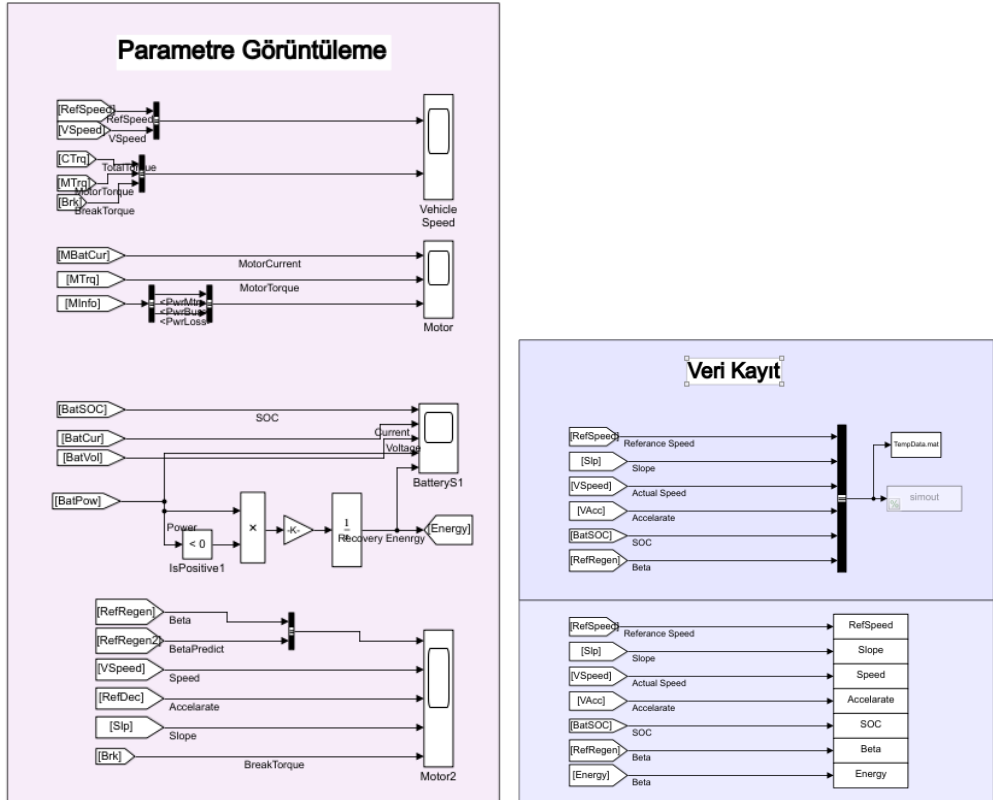 Parametre Görüntüleme
[RefSpeed]
RefSpeed
[VSpeed]
VSpeed
[CTrq]
TotalTorque
[MTrq]
MotorTorque
[Brk]
BreakTorque
Vehicle
Speed
[MBatCur]
MotorCurrent
[MTrq]
MotorTorque
[MInfo]
<PwrMtr
<PwrBus
<PwrLoss
Motor
[BatSOC]
SOC
[BatCur]
Current
[BatVol]
Voltage
BatteryS1
[BatPow]
Power
< 0
IsPositive1
×
-K-
1
Recovery Enenrgy
[Energy]
[RefRegen]
Beta
[RefRegen2]
BetaPredict
[VSpeed]
Speed
[RefDec]
Accelarate
[Slp]
Slope
[Brk]
BreakTorque
Motor2
Veri Kayıt
[RefSpeed]
Referance Speed
[Slp]
Slope
[VSpeed]
Actual Speed
[VAcc]
Accelarate
[BatSOC]
SOC
[RefRegen]
Beta
TempData.mat
simout
[RefSpeed]
Referance Speed
RefSpeed
[Slp]
Slope
Slope
[VSpeed]
Actual Speed
Speed
[VAcc]
Accelarate
Accelarate
[BatSOC]
SOC
SOC
[RefRegen]
Beta
Beta
[Energy]
Beta
Energy